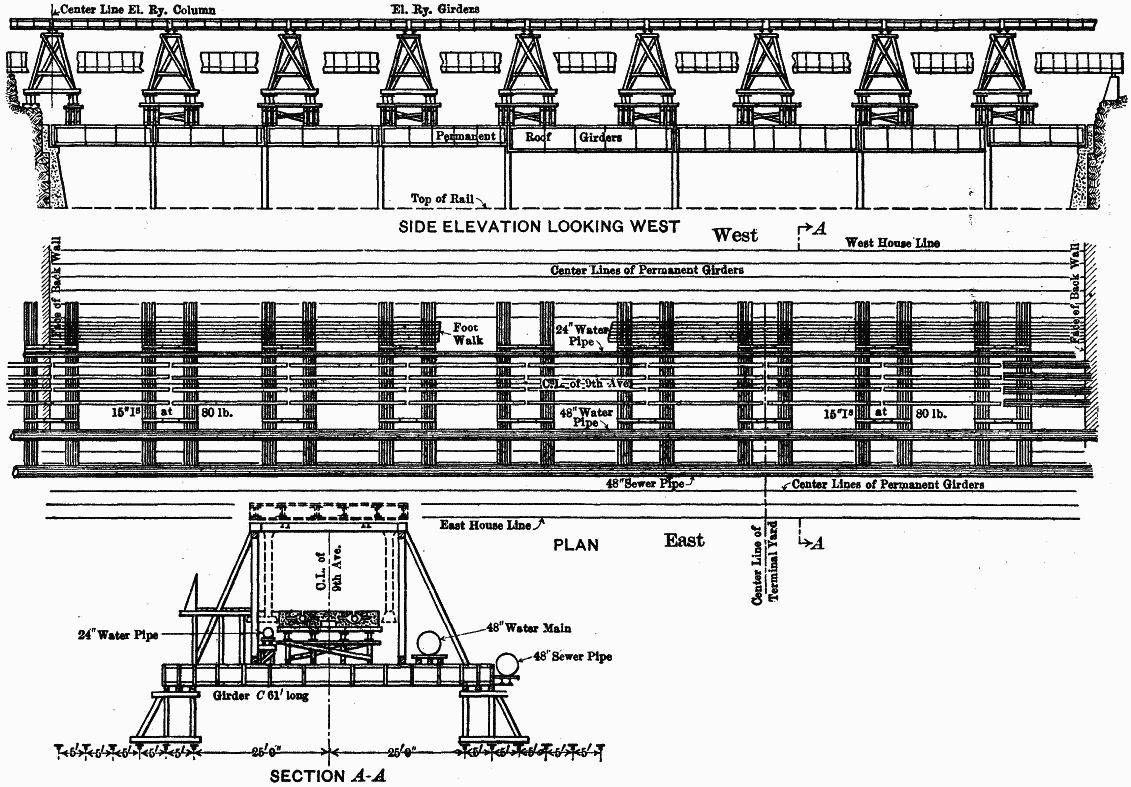 Center Line El. Ry. Column
El. Ry. Girders
Permanent Roof Girders
Top of Rail
SIDE ELEVATION LOOKING WEST
West
A
West House Line
Face of Back Wall
Center Lines of Permanent Girders
Face of Back Wall
Foot
Walk
24" Water
Pipe
C.L. of 9th Ave.
15" Is at 80 lb.
48" Water
Pipe
15" Is at 80 lb.
48" Sewer Pipe
Center Lines of Permanent Girders
East House Line
PLAN
East
A
Center Line of
Terminal Yard
C.L. of
9th Ave.
24" Water Pipe
48" Water Main
48" Sewer Pipe
Girder C 61' long
5' 5' 5' 5' 5' 25'0" 25'0" 5' 5' 5' 5' 5'
SECTION A-A